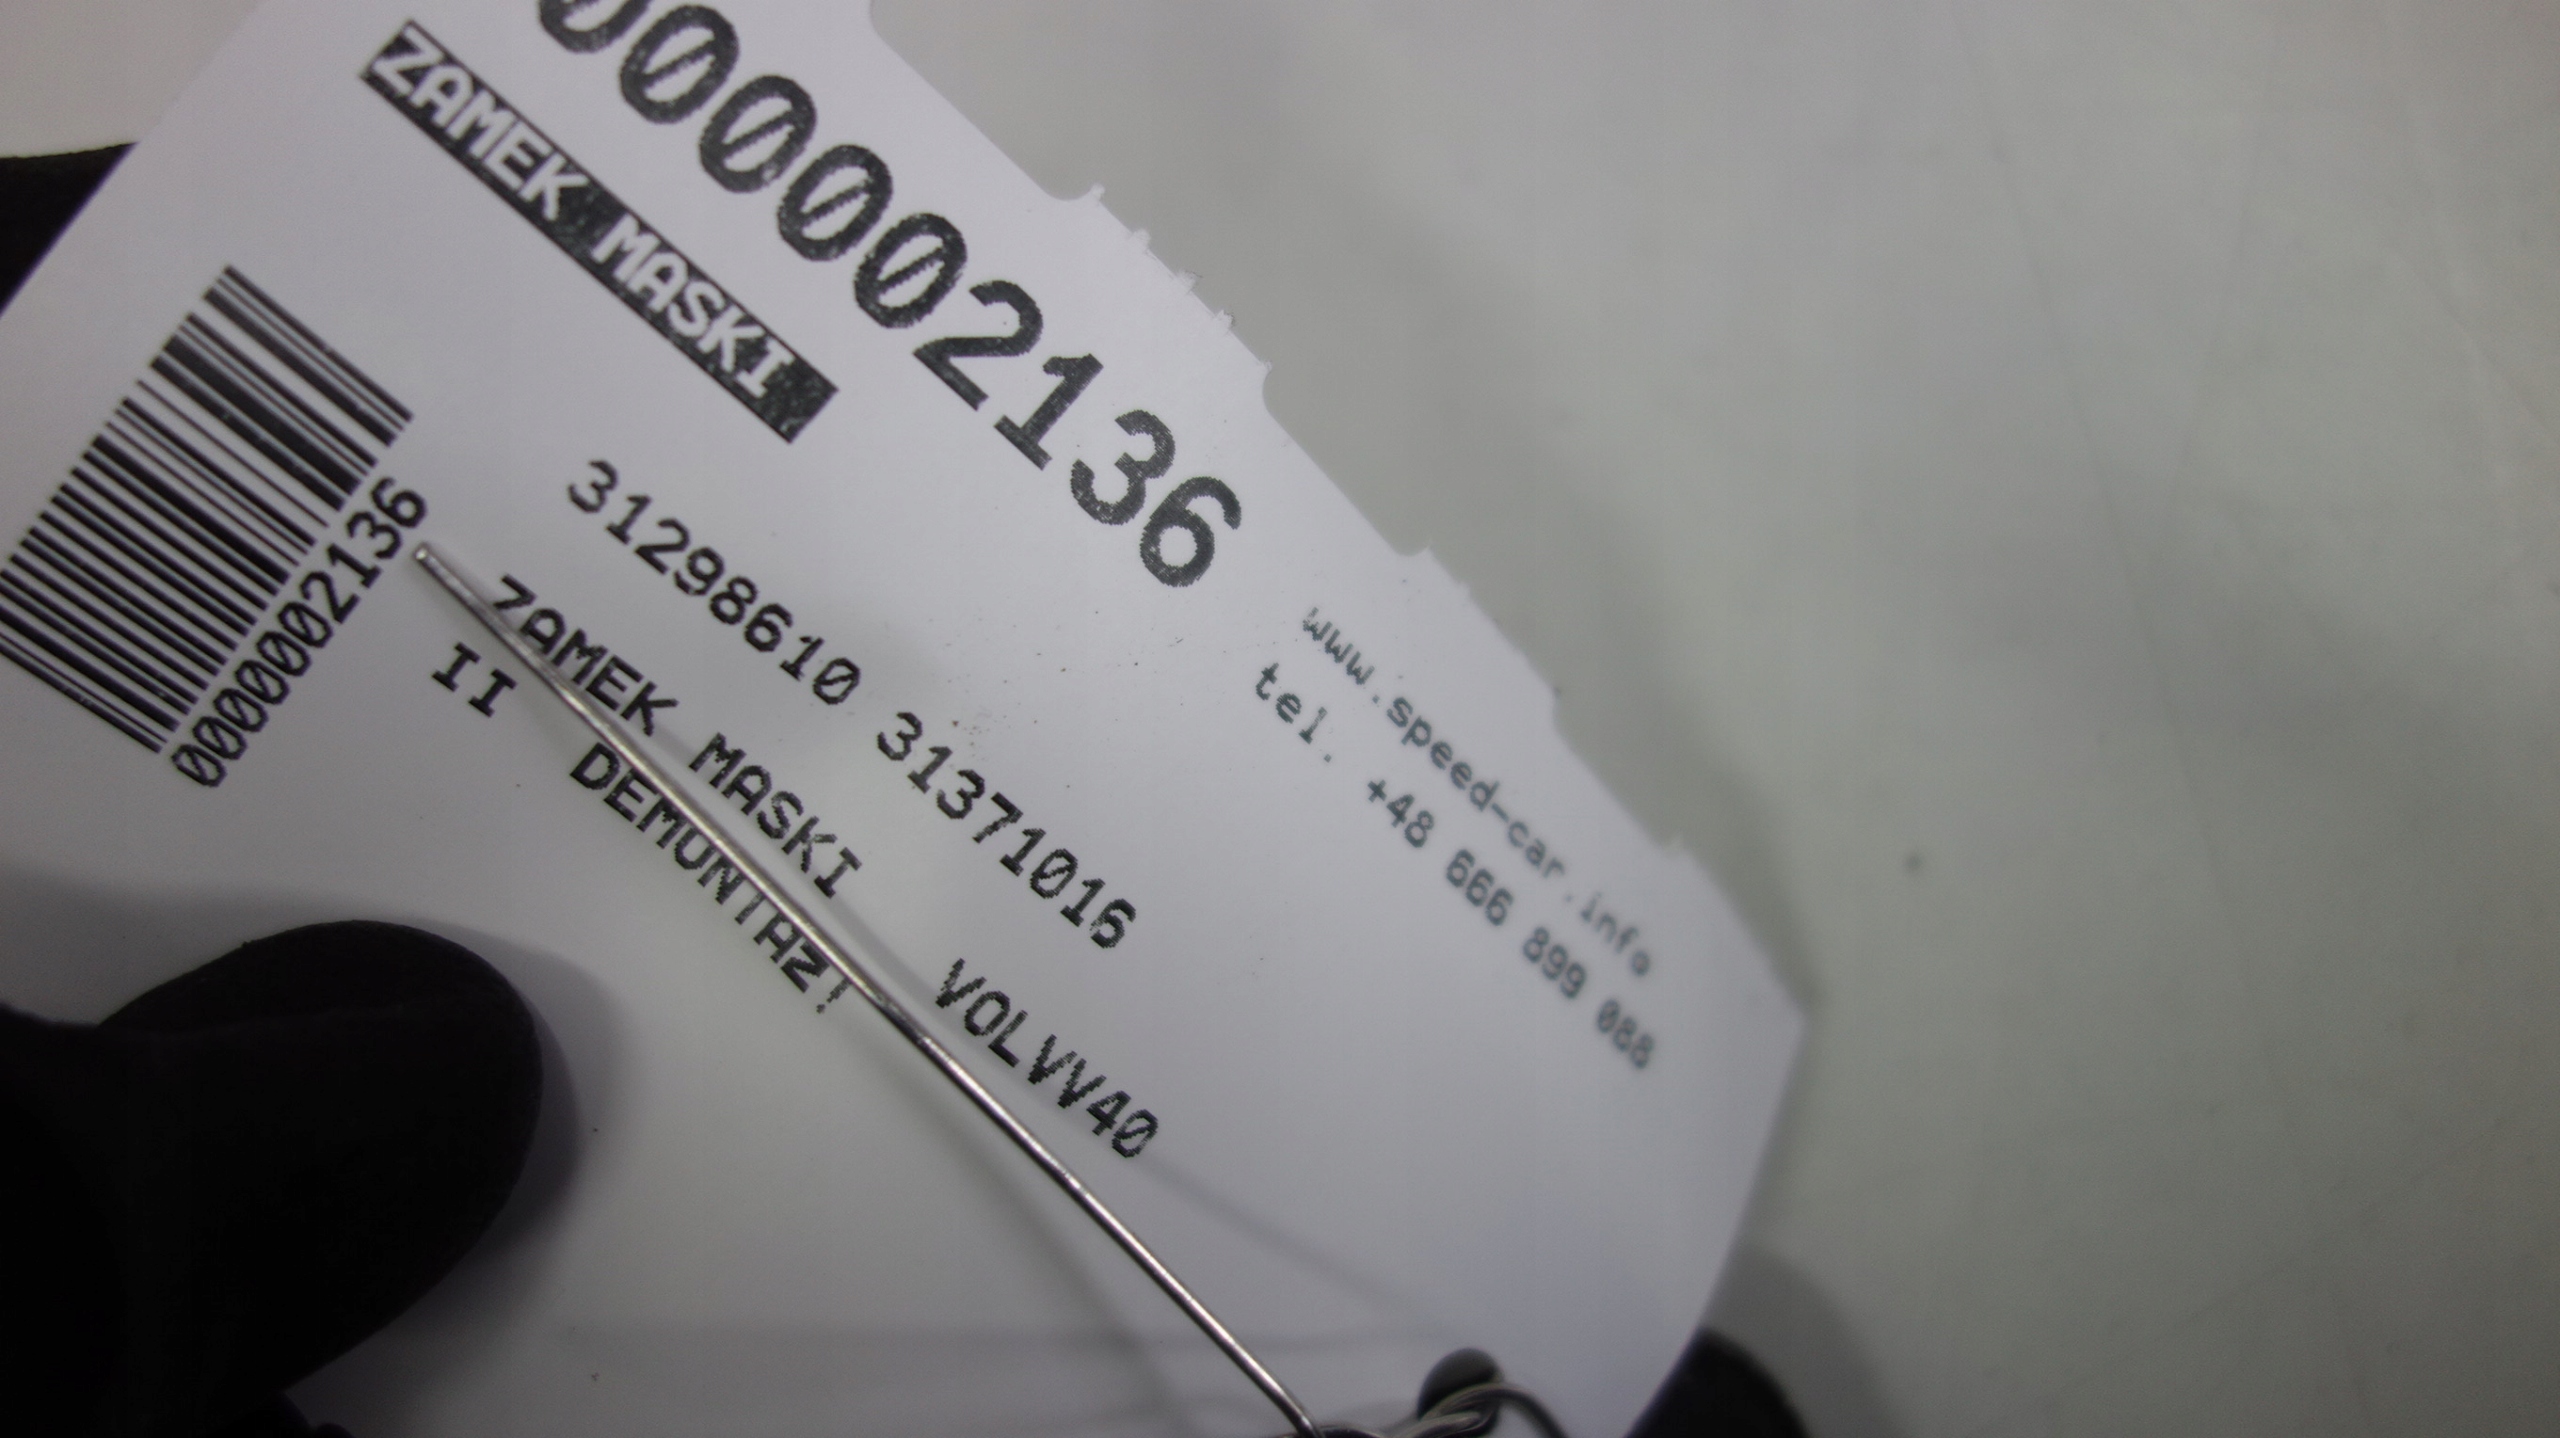 0000002136
ZAMEK MASKI
www.speed-car.info
tel. +48 666 899 088
31298610 31371016
ZAMEK MASKI VOLVV40
II DEMONTAZ!
0000002136